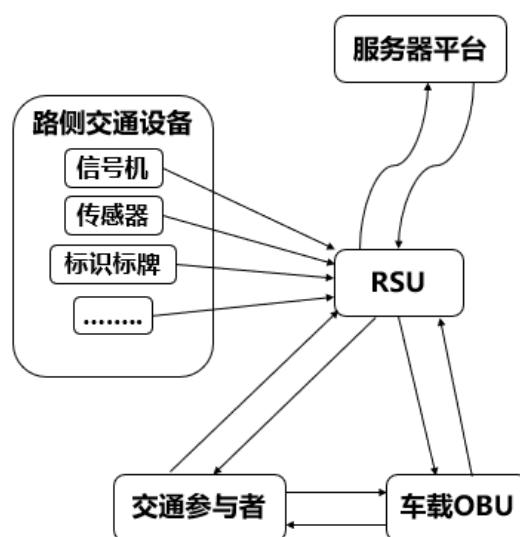 服务器平台
路侧交通设备
信号机
传感器
标识标牌
........
RSU
交通参与者
车载OBU